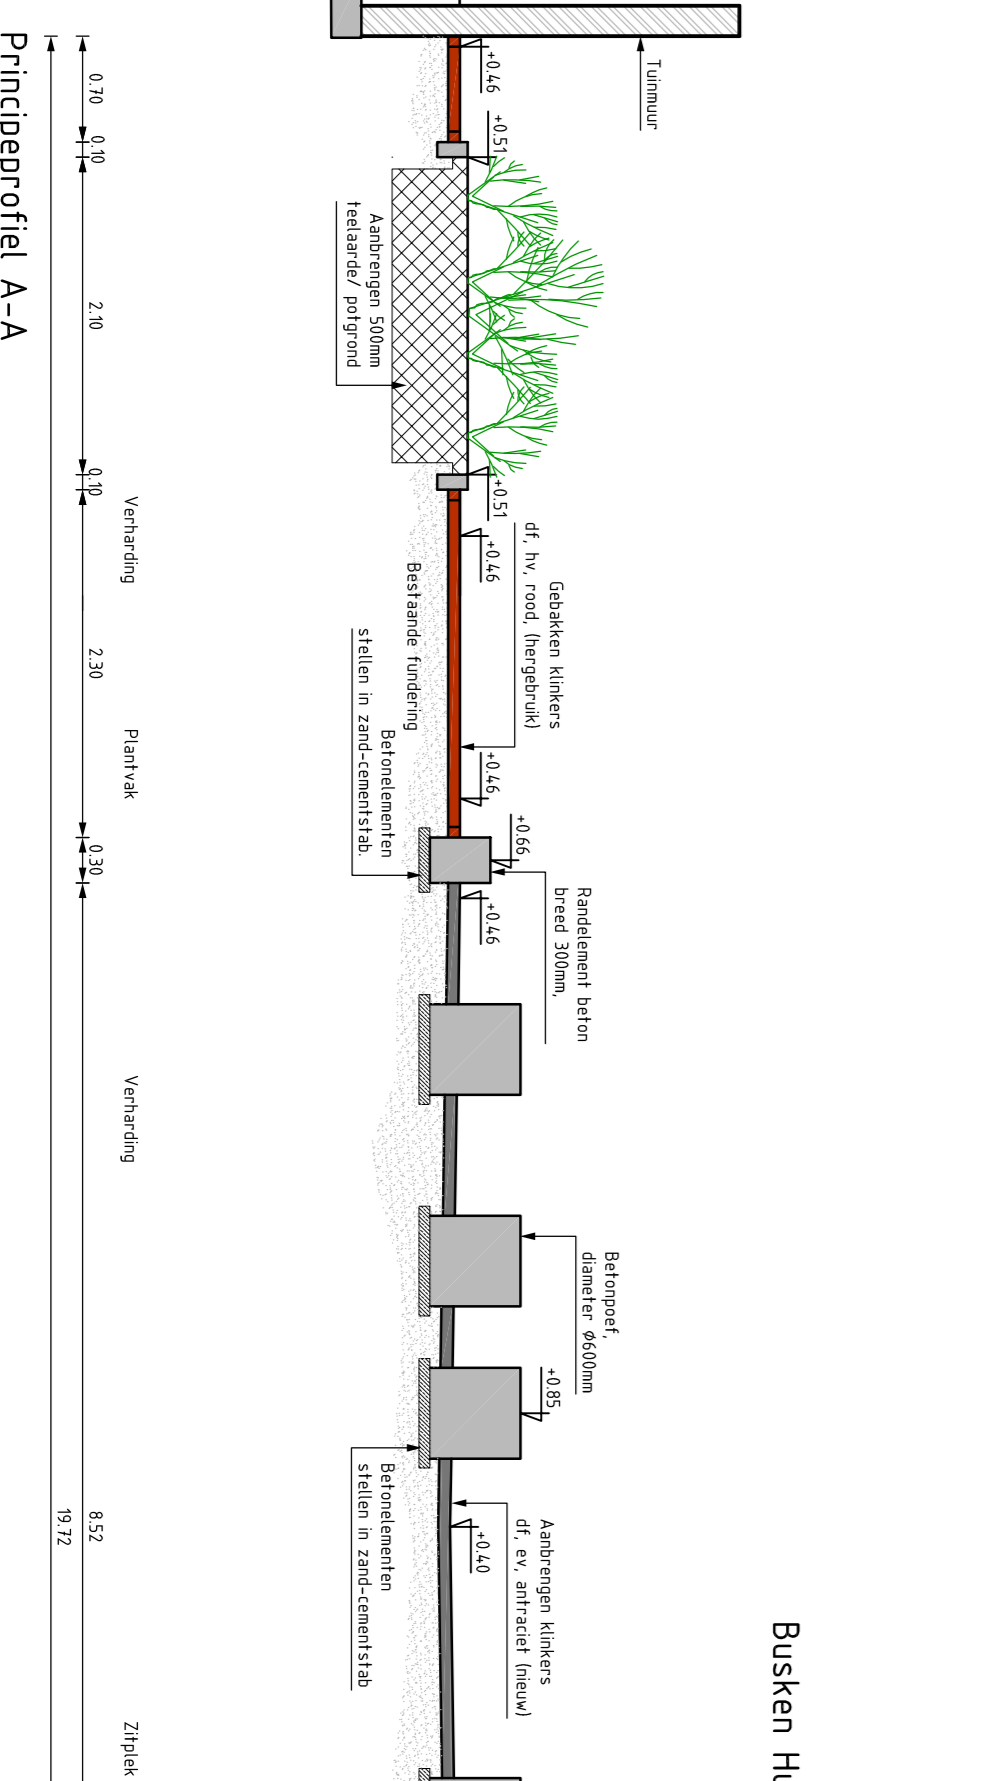 Busken Hu
Tuinmuur
+0.46
+0.51
+0.51
+0.46
Gebakken klinkers
df, hv, rood, (hergebruik)
+0.46
+0.66
+0.46
Randelement beton
breed 300mm,
Betonpoef,
diameter ø600mm
+0.85
Aanbrengen klinkers
df, ev, antraciet (nieuw)
+0.40
Aanbrengen 500mm
teelaarde/ potgrond
Bestaande fundering
Betonelementen
stellen in zand-cementstab.
Betonelementen
stellen in zand-cementstab
Verharding
Plantvak
Verharding
Zitplek
0.70
0.10
2.10
0.10
2.30
0.30
8.52
19.72
Principeprofiel A-A